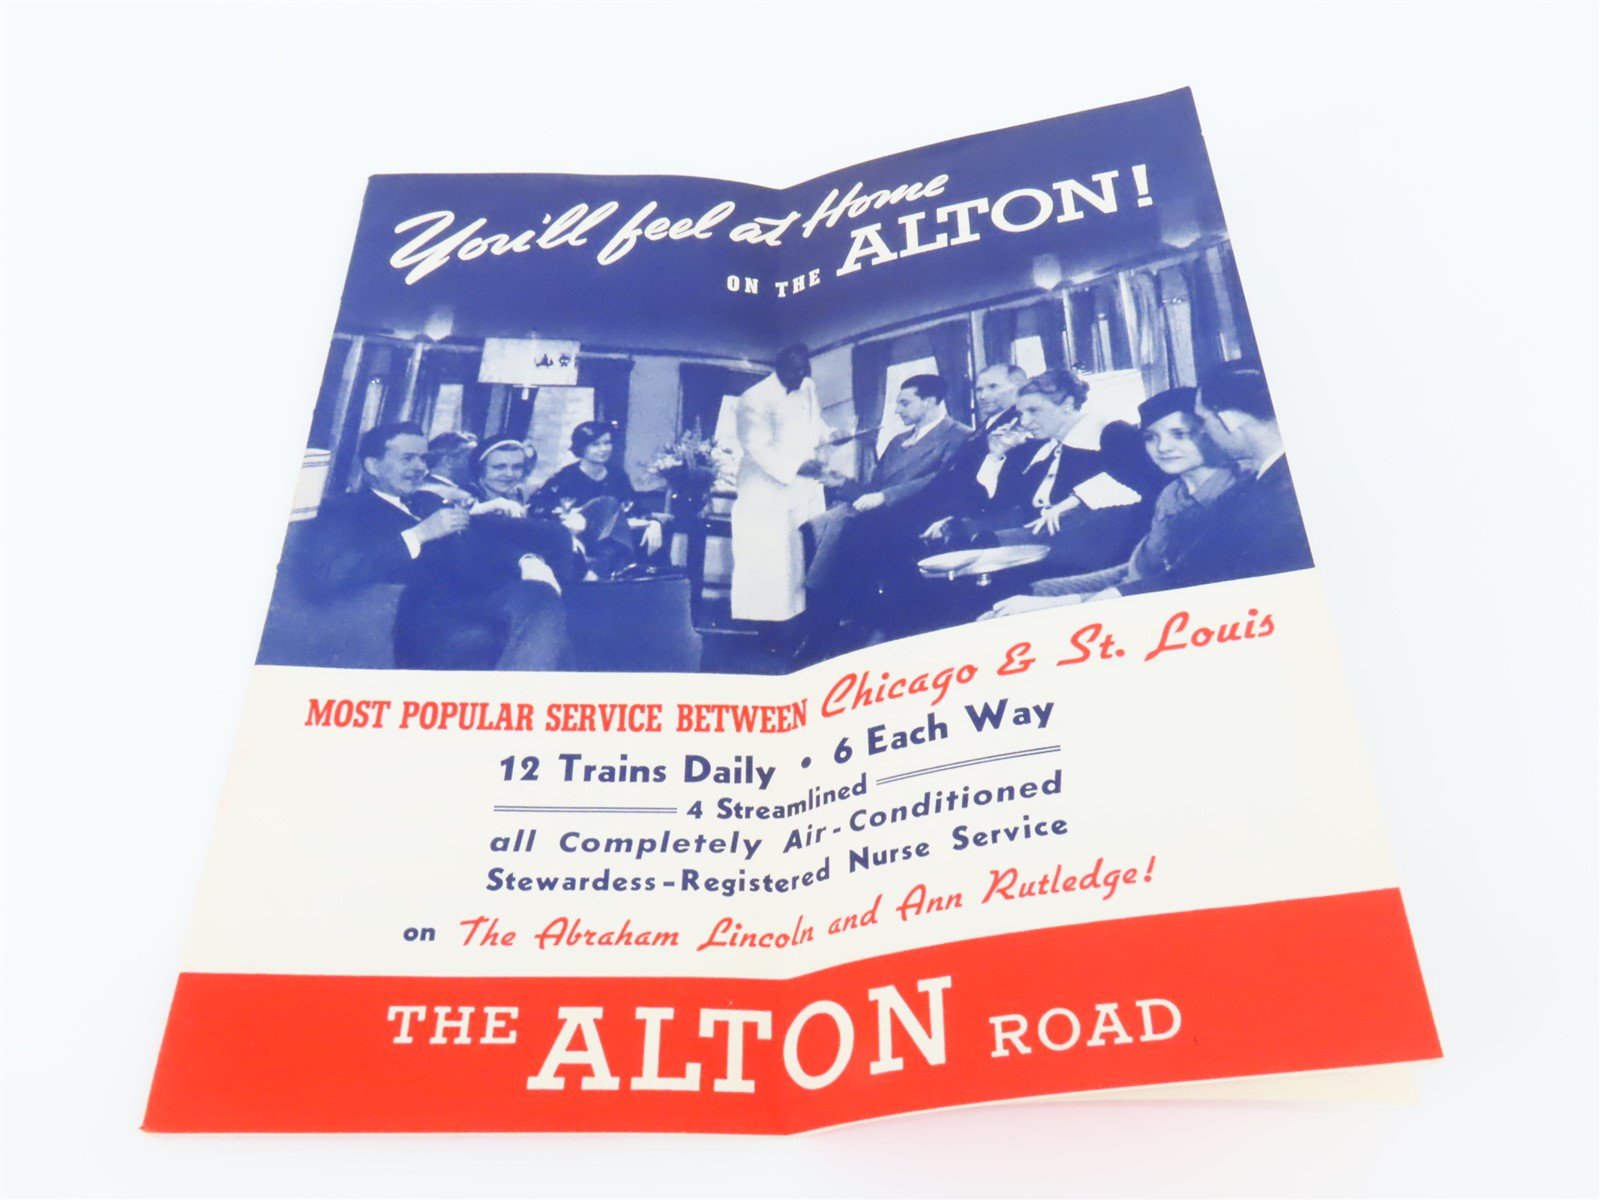 You'll feel at Home
ON THE ALTON!
MOST POPULAR SERVICE BETWEEN Chicago & St. Louis
12 Trains Daily • 6 Each Way
4 Streamlined
all Completely Air-Conditioned
Stewardess-Registered Nurse Service
on The Abraham Lincoln and Ann Rutledge!
THE ALTON ROAD